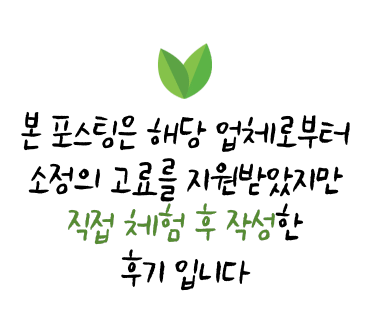 본 포스팅은 해당 업체로부터
소정의 고료를 지원받았지만
직접 체험 후 작성한
후기 입니다